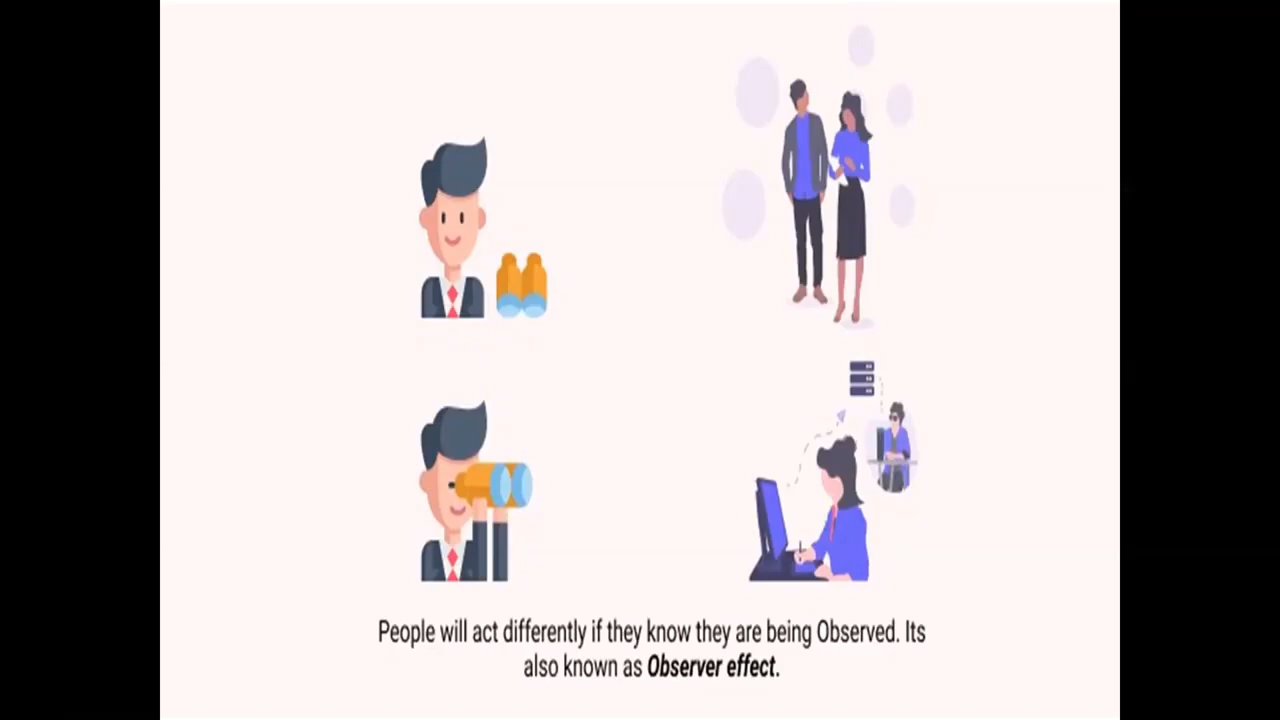 People will act differently if they know they are being Observed. Its
also known as Observer effect.